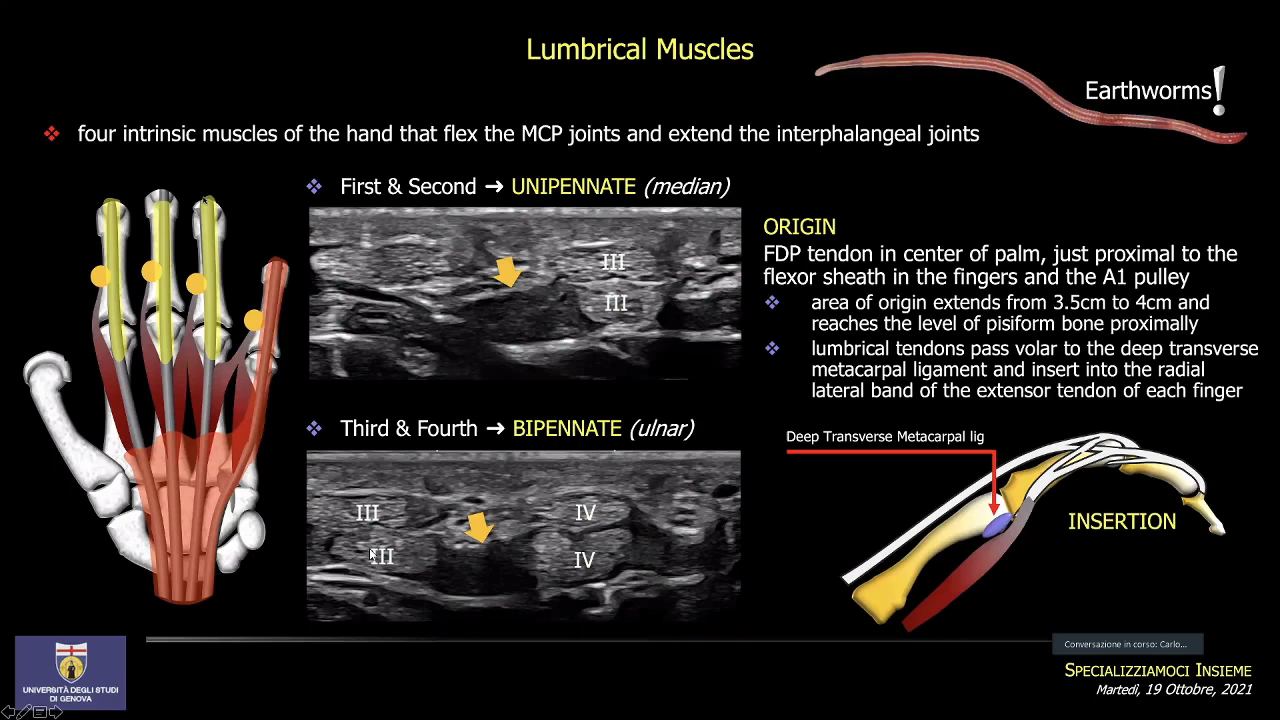 Lumbrical Muscles
Earthworms!
four intrinsic muscles of the hand that flex the MCP joints and extend the interphalangeal joints
First & Second → UNIPENNATE (median)
III
III
Third & Fourth → BIPENNATE (ulnar)
III
IV
III
IV
ORIGIN
FDP tendon in center of palm, just proximal to the
flexor sheath in the fingers and the A1 pulley
area of origin extends from 3.5cm to 4cm and
reaches the level of pisiform bone proximally
lumbrical tendons pass volar to the deep transverse
metacarpal ligament and insert into the radial
lateral band of the extensor tendon of each finger
Deep Transverse Metacarpal lig
INSERTION
UNIVERSITÀ DEGLI STUDI
DI GENOVA
Conversazione in corso: Carlo...
SPECIALIZZIAMOCI INSIEME
Martedì, 19 Ottobre, 2021